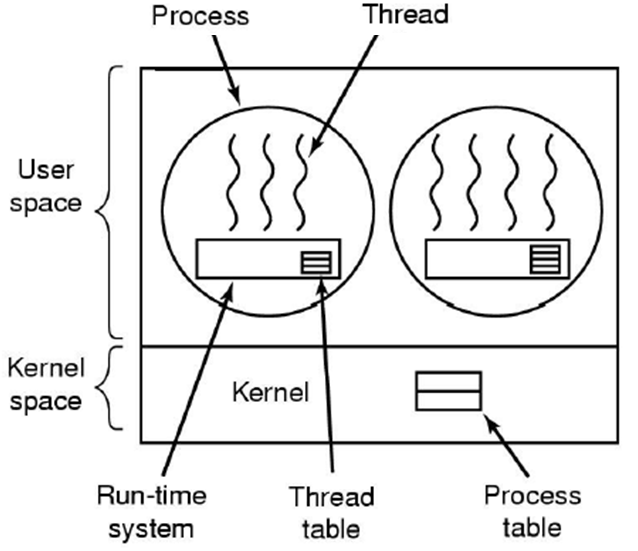 Process
Thread
User
space
Kernel
space
Kernel
Run-time
system
Thread
table
Process
table